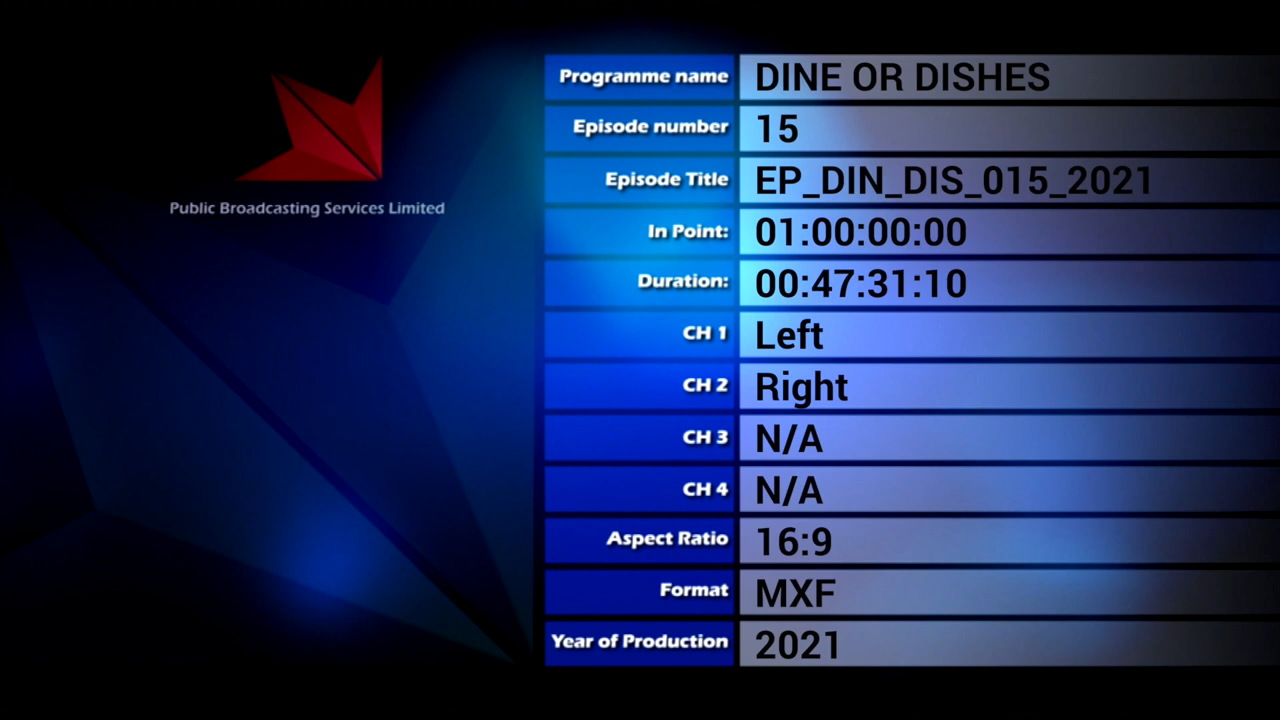 Public Broadcasting Services Limited
Programme name DINE OR DISHES
Episode number 15
Episode Title EP_DIN_DIS_015_2021
In Point: 01:00:00:00
Duration: 00:47:31:10
CH 1 Left
CH 2 Right
CH 3 N/A
CH 4 N/A
Aspect Ratio 16:9
Format MXF
Year of Production 2021